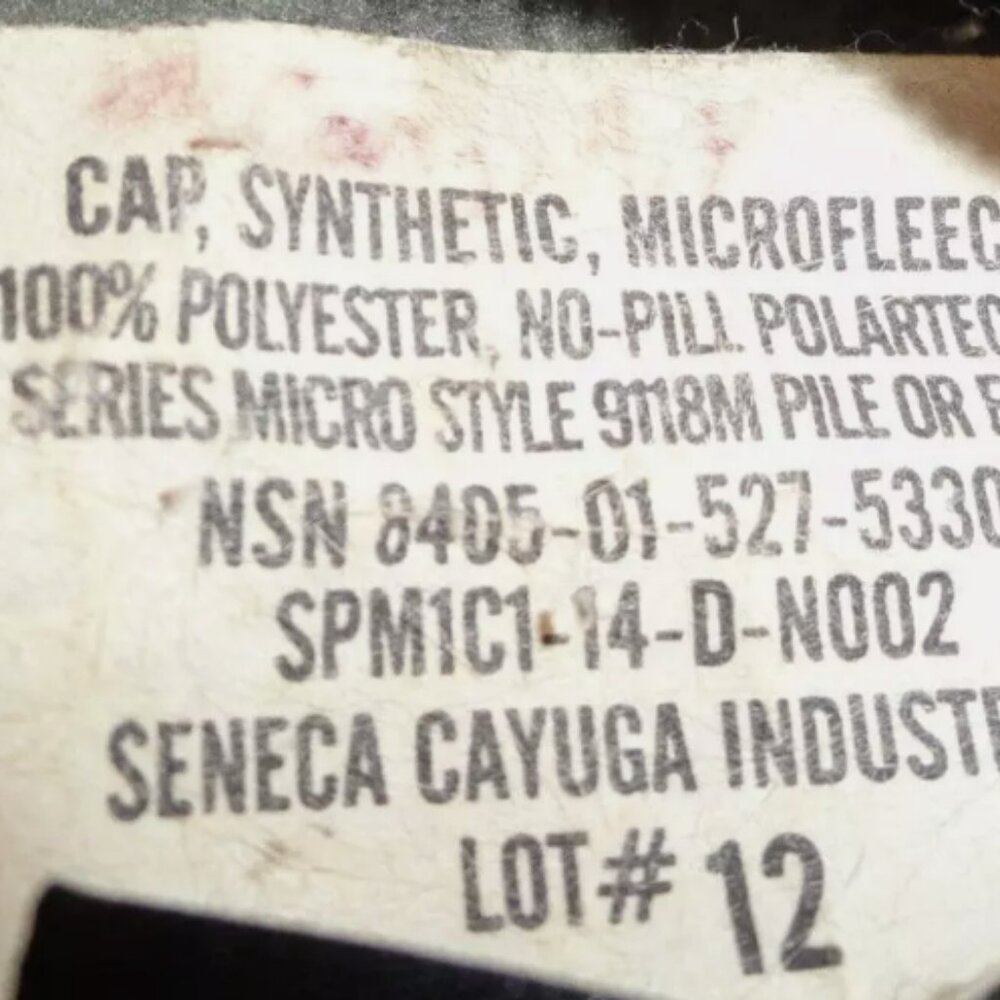 CAP, SYNTHETIC, MICROFLEEC
100% POLYESTER, NO-PILL POLARTEC
SERIES MICRO STYLE 9118M PILE OR
NSN 8405-01-527-5330
SPM1C1-14-D-N002
SENECA CAYUGA INDUSTR
LOT# 12